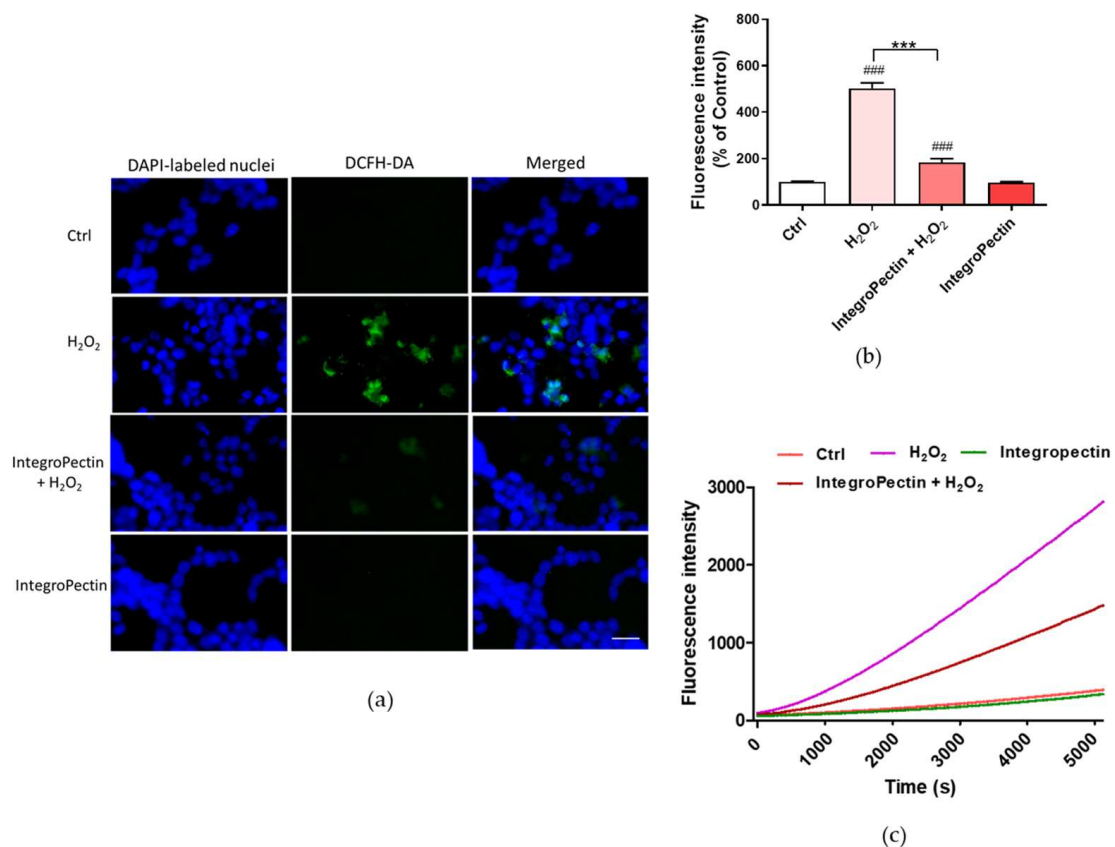 DAPI-labeled nuclei DCFH-DA Merged
Ctrl
H₂O₂
IntegroPectin
+ H₂O₂
IntegroPectin
(a)
Fluorescence intensity
(% of Control)
800
600
400
200
0
***
###
###
Ctrl
H₂O₂
IntegroPectin + H₂O₂
IntegroPectin
(b)
Ctrl H₂O₂ Integropectin
IntegroPectin + H₂O₂
Fluorescence intensity
3000
2000
1000
0
0 1000 2000 3000 4000 5000
Time (s)
(c)